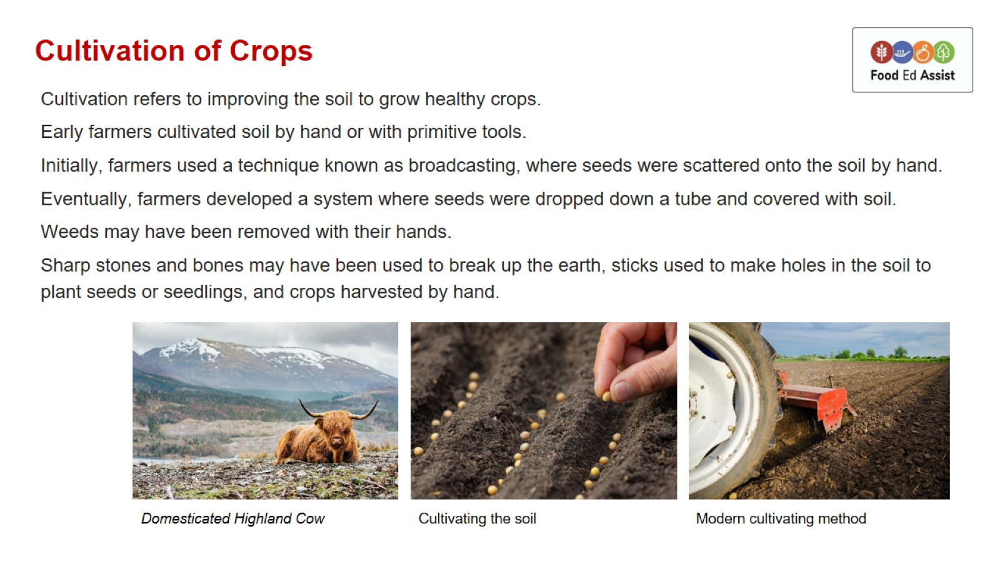 Cultivation of Crops
Food Ed Assist
Cultivation refers to improving the soil to grow healthy crops.
Early farmers cultivated soil by hand or with primitive tools.
Initially, farmers used a technique known as broadcasting, where seeds were scattered onto the soil by hand.
Eventually, farmers developed a system where seeds were dropped down a tube and covered with soil.
Weeds may have been removed with their hands.
Sharp stones and bones may have been used to break up the earth, sticks used to make holes in the soil to
plant seeds or seedlings, and crops harvested by hand.
Domesticated Highland Cow
Cultivating the soil
Modern cultivating method